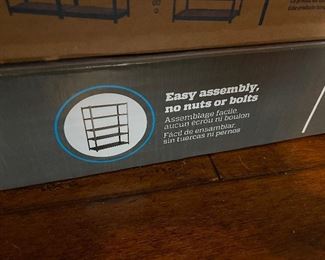 Easy assembly,
no nuts or bolts
Assemblage facile
aucun écrou ni boulon
Fácil de ensamblar,
sin tuercas ni pernos